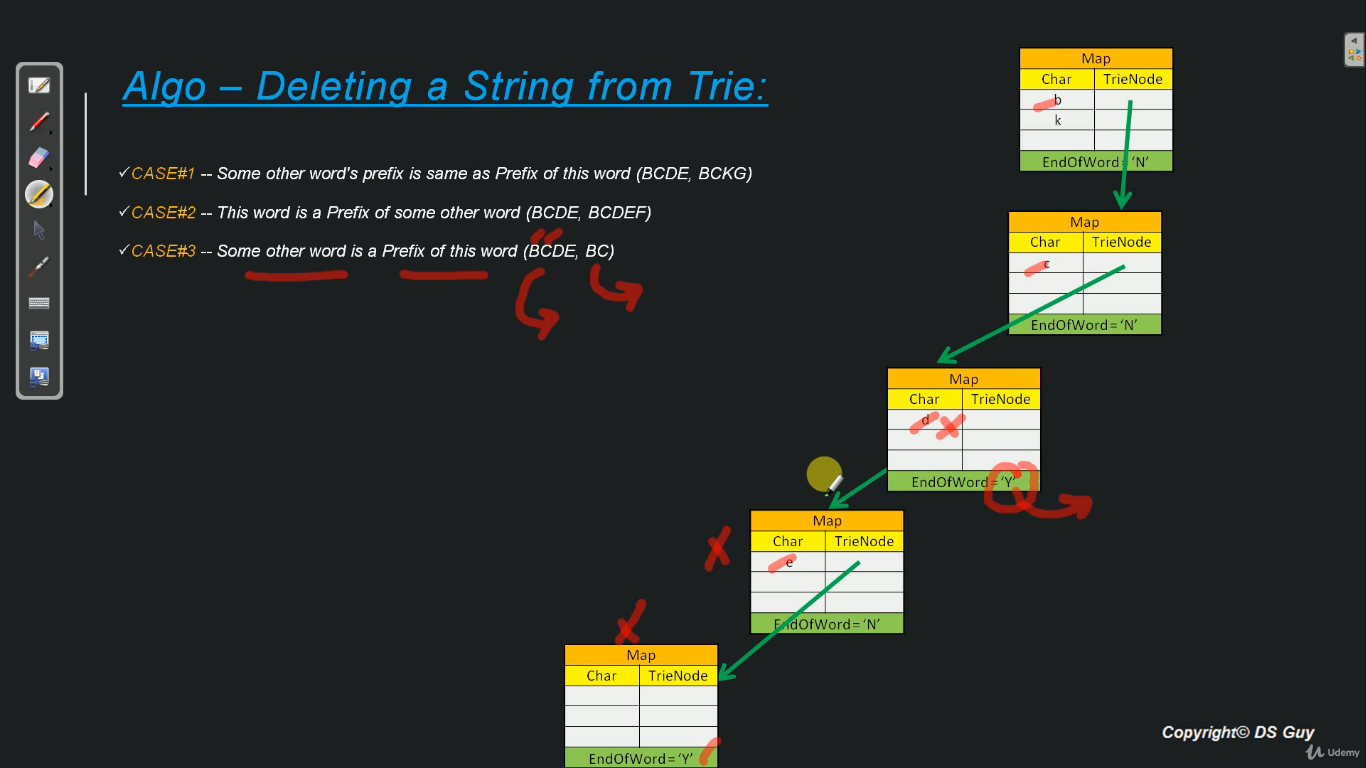 Algo – Deleting a String from Trie:
✓CASE#1 -- Some other word's prefix is same as Prefix of this word (BCDE, BCKG)
✓CASE#2 -- This word is a Prefix of some other word (BCDE, BCDEF)
✓CASE#3 -- Some other word is a Prefix of this word (BCDE, BC)
Map
Char TrieNode
b
k
EndOfWord = ‘N’
Map
Char TrieNode
c
EndOfWord = ‘N’
Map
Char TrieNode
d
EndOfWord = ‘Y’
Map
Char TrieNode
e
EndOfWord = ‘N’
Map
Char TrieNode
EndOfWord = ‘Y’
Copyright© DS Guy
Udemy